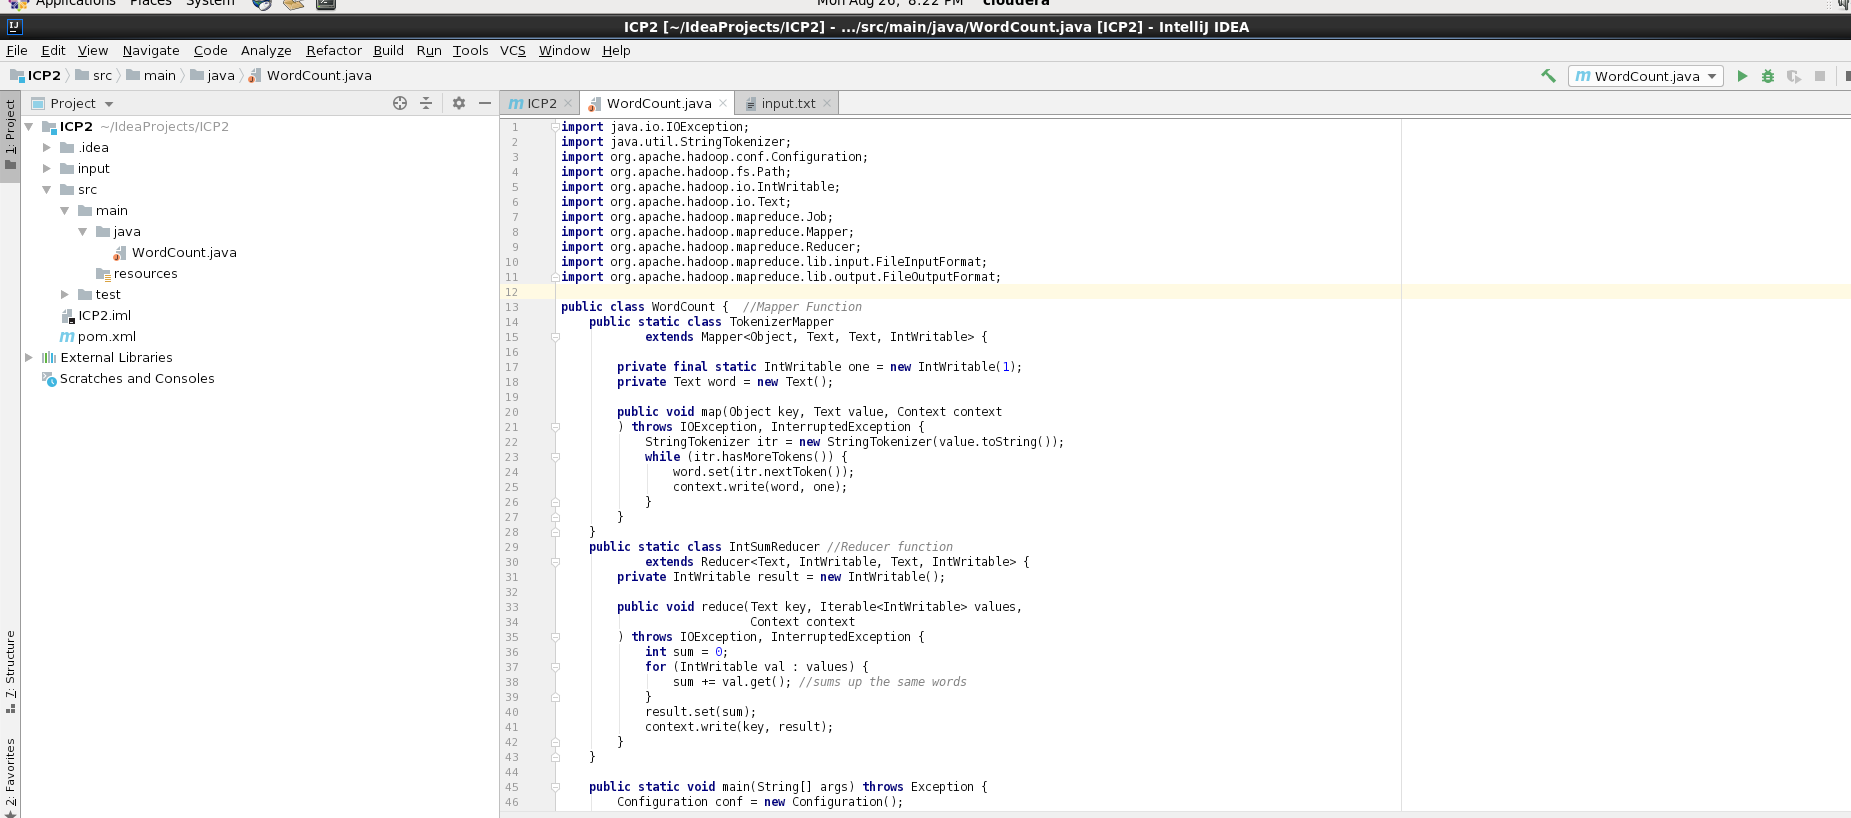 Applications Places System Mon Aug 26, 8:22 PM cloudera
ICP2 [~/IdeaProjects/ICP2] - .../src/main/java/WordCount.java [ICP2] - IntelliJ IDEA
File Edit View Navigate Code Analyze Refactor Build Run Tools VCS Window Help
ICP2 src main java WordCount.java WordCount.java
Project ICP2 WordCount.java input.txt
1: Project
7: Structure
2: Favorites
ICP2 ~/IdeaProjects/ICP2
.idea
input
src
main
java
WordCount.java
resources
test
ICP2.iml
pom.xml
External Libraries
Scratches and Consoles
1 import java.io.IOException;
2 import java.util.StringTokenizer;
3 import org.apache.hadoop.conf.Configuration;
4 import org.apache.hadoop.fs.Path;
5 import org.apache.hadoop.io.IntWritable;
6 import org.apache.hadoop.io.Text;
7 import org.apache.hadoop.mapreduce.Job;
8 import org.apache.hadoop.mapreduce.Mapper;
9 import org.apache.hadoop.mapreduce.Reducer;
10 import org.apache.hadoop.mapreduce.lib.input.FileInputFormat;
11 import org.apache.hadoop.mapreduce.lib.output.FileOutputFormat;
12
13 public class WordCount { //Mapper Function
14 public static class TokenizerMapper
15 extends Mapper<Object, Text, Text, IntWritable> {
16
17 private final static IntWritable one = new IntWritable(1);
18 private Text word = new Text();
19
20 public void map(Object key, Text value, Context context
21 ) throws IOException, InterruptedException {
22 StringTokenizer itr = new StringTokenizer(value.toString());
23 while (itr.hasMoreTokens()) {
24 word.set(itr.nextToken());
25 context.write(word, one);
26 }
27 }
28 }
29 public static class IntSumReducer //Reducer function
30 extends Reducer<Text, IntWritable, Text, IntWritable> {
31 private IntWritable result = new IntWritable();
32
33 public void reduce(Text key, Iterable<IntWritable> values,
34 Context context
35 ) throws IOException, InterruptedException {
36 int sum = 0;
37 for (IntWritable val : values) {
38 sum += val.get(); //sums up the same words
39 }
40 result.set(sum);
41 context.write(key, result);
42 }
43 }
44
45 public static void main(String[] args) throws Exception {
46 Configuration conf = new Configuration();